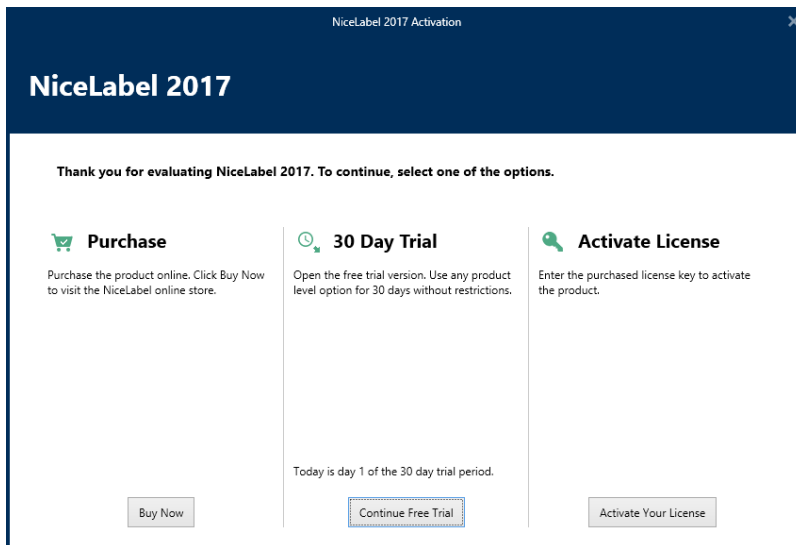 NiceLabel 2017 Activation
NiceLabel 2017
Thank you for evaluating NiceLabel 2017. To continue, select one of the options.
Purchase
Purchase the product online. Click Buy Now
to visit the NiceLabel online store.
Buy Now
30 Day Trial
Open the free trial version. Use any product
level option for 30 days without restrictions.
Today is day 1 of the 30 day trial period.
Continue Free Trial
Activate License
Enter the purchased license key to activate
the product.
Activate Your License